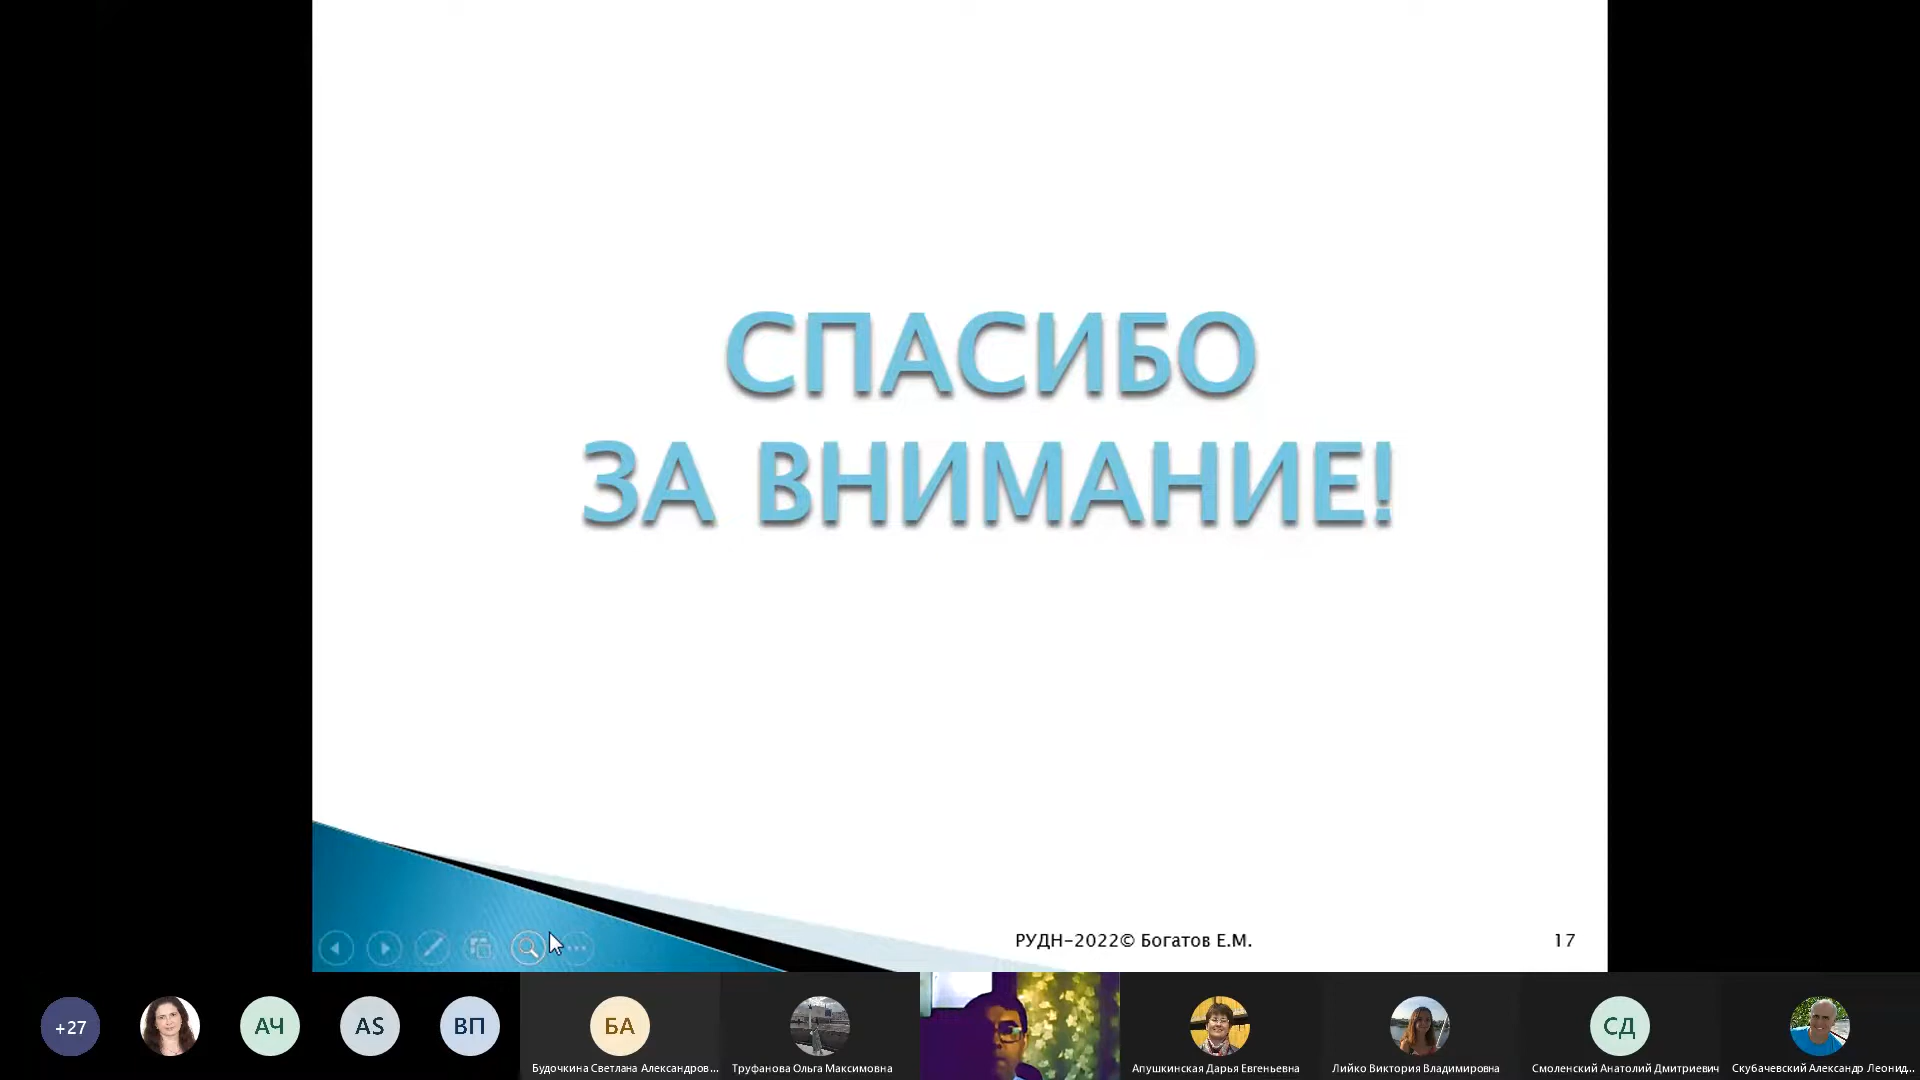 СПАСИБО
ЗА ВНИМАНИЕ!
РУДН-2022© Богатов Е.М.
17
+27
АЧ
AS
ВП
БА
СД
Будочкина Светлана Александров...
Труфанова Ольга Максимовна
Апушкинская Дарья Евгеньевна
Лийко Виктория Владимировна
Смоленский Анатолий Дмитриевич
Скубачевский Александр Леонид...